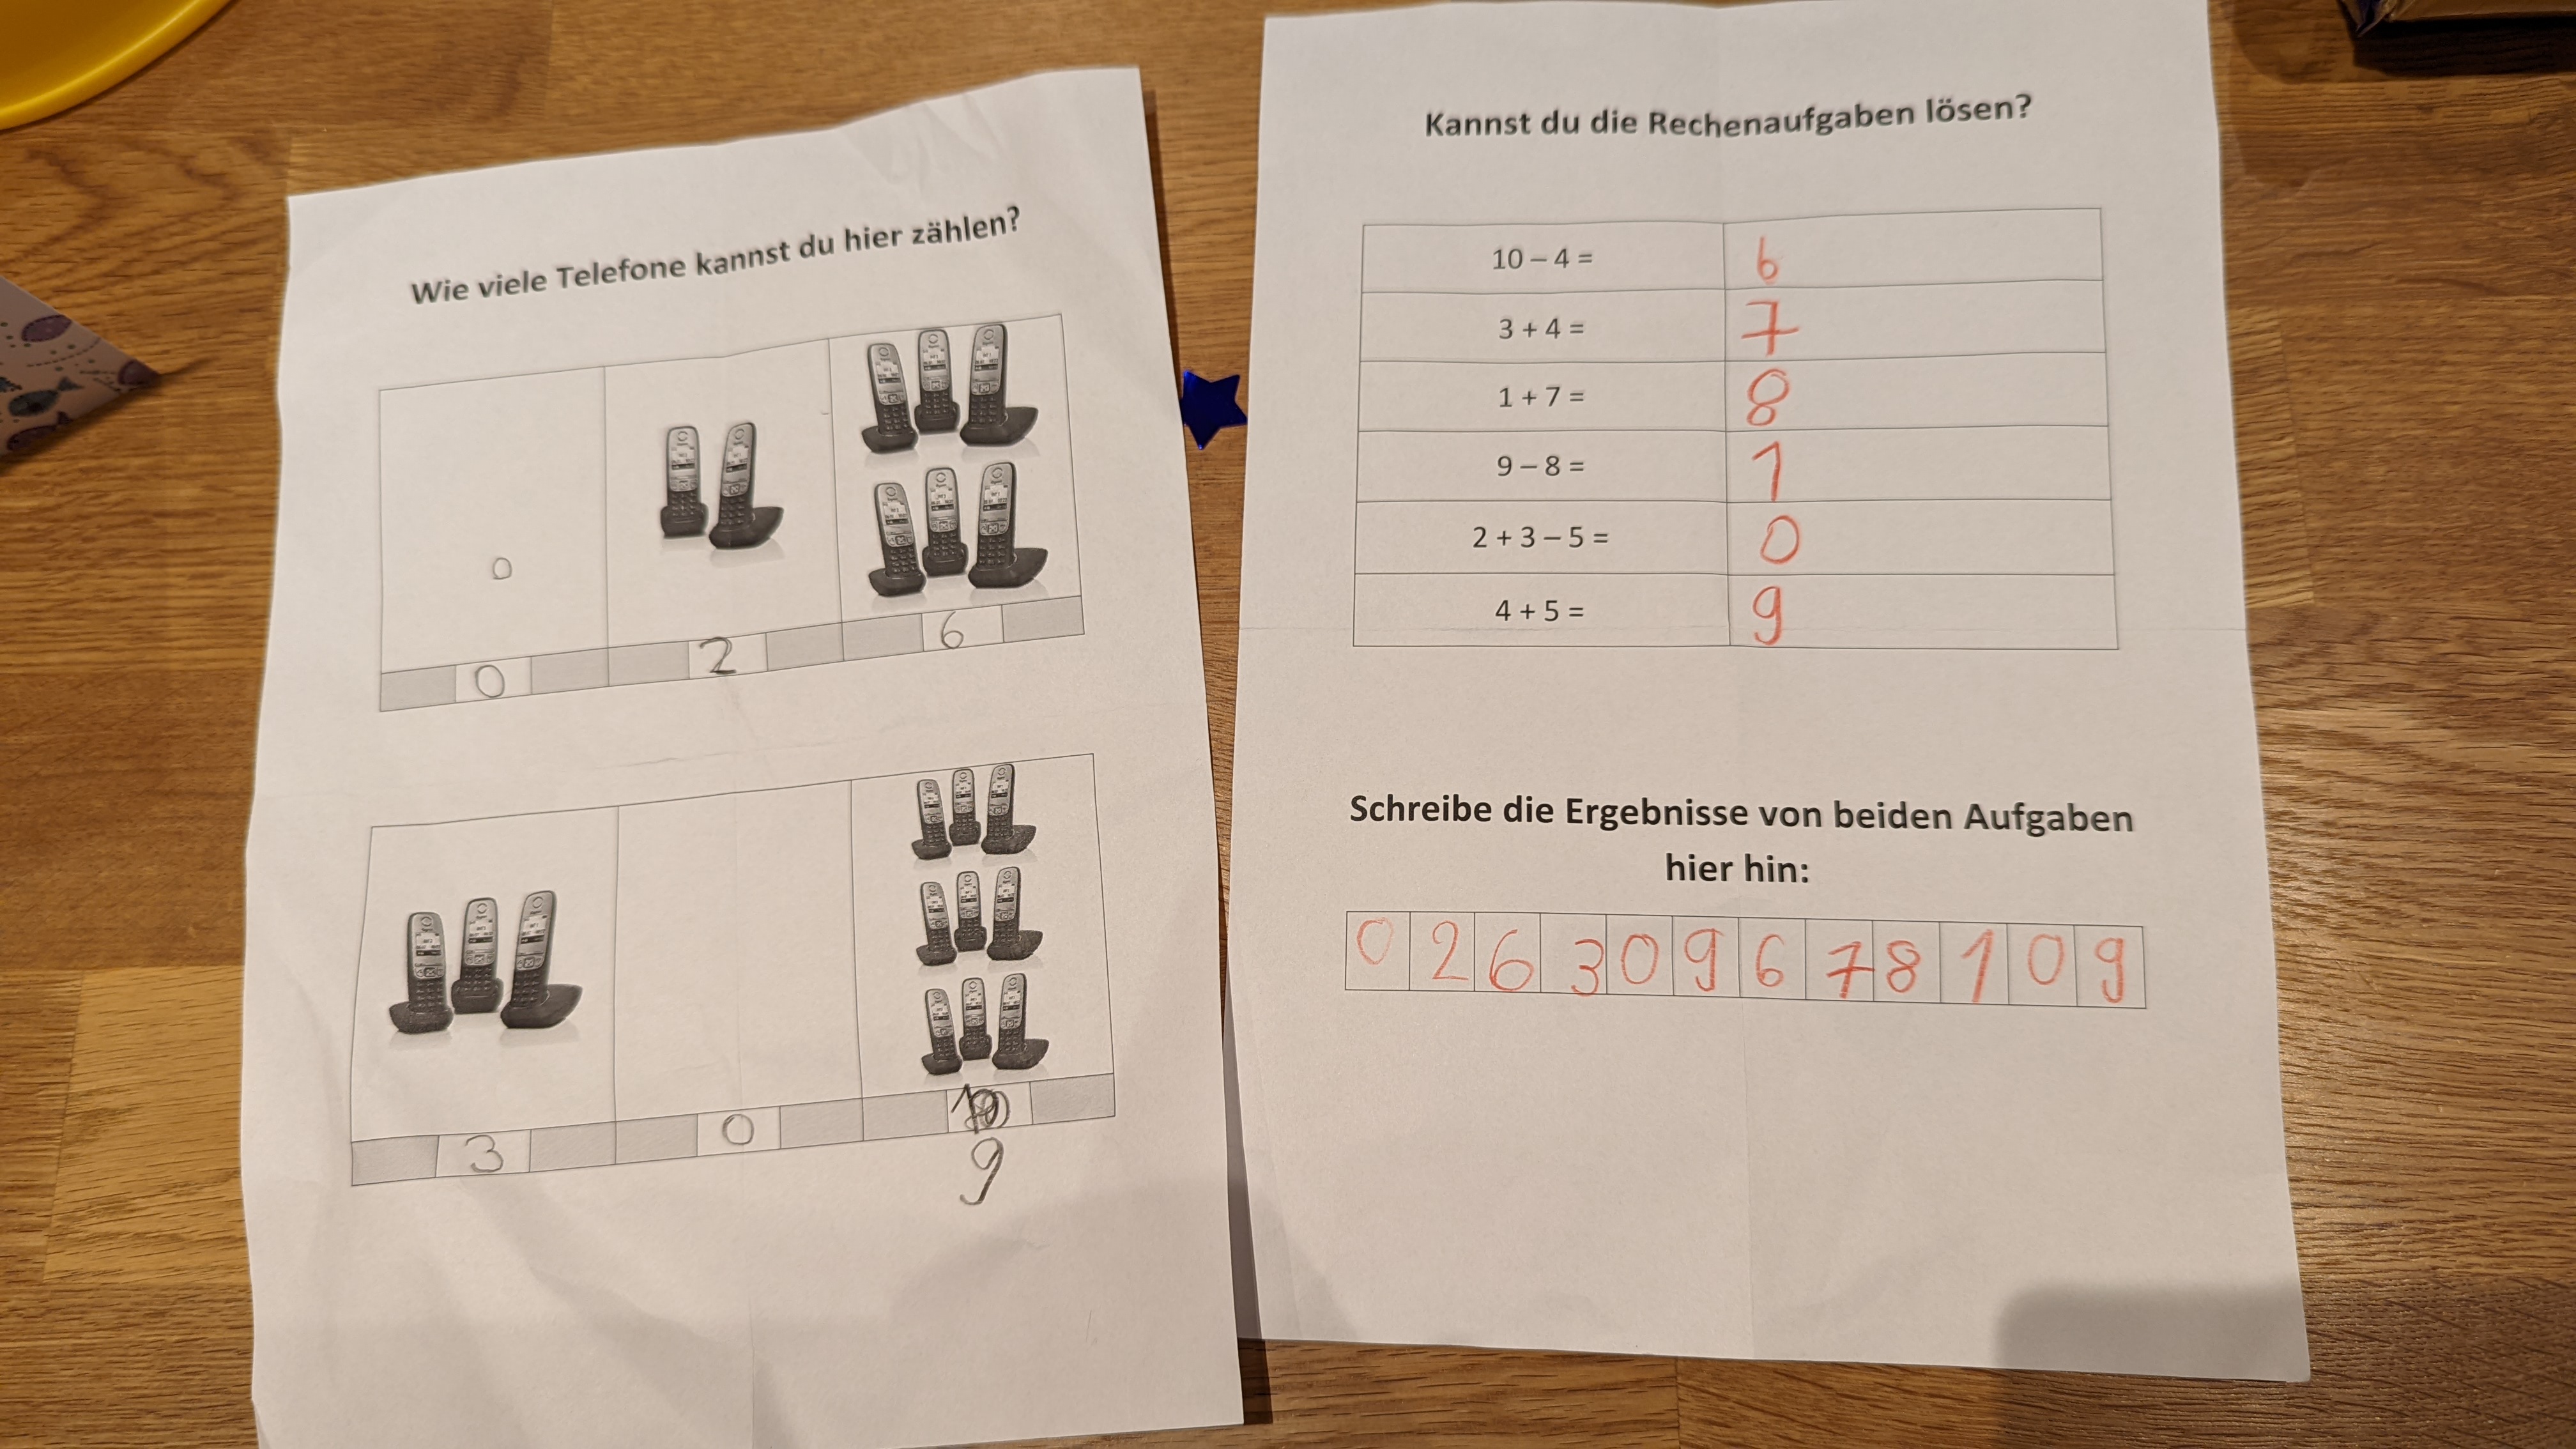 Wie viele Telefone kannst du hier zählen?
0
0 2 6
3 0
9
Kannst du die Rechenaufgaben lösen?
10 – 4 = 6
3 + 4 = 7
1 + 7 = 8
9 – 8 = 1
2 + 3 – 5 = 0
4 + 5 = 9
Schreibe die Ergebnisse von beiden Aufgaben
hier hin:
0 2 6 3 0 9 6 7 8 1 0 9